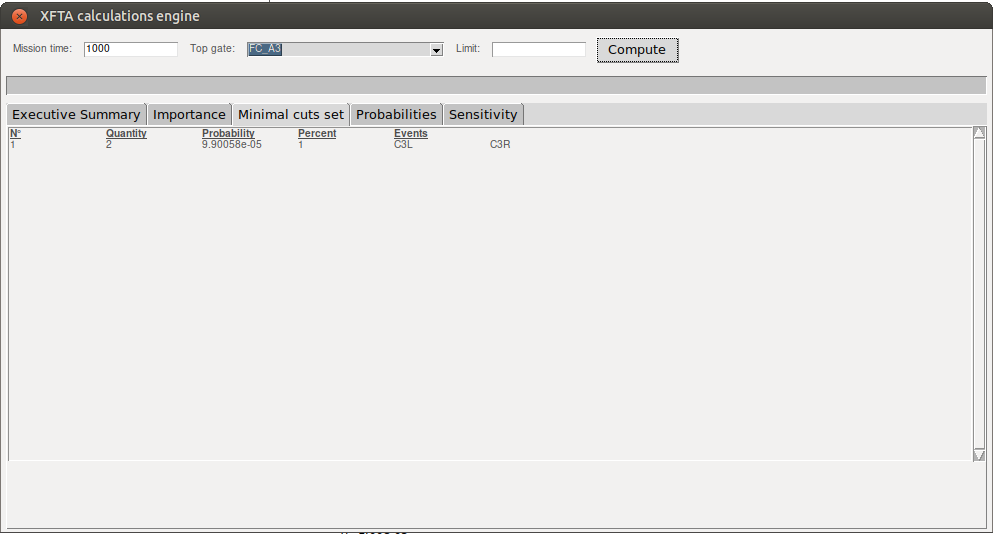 XFTA calculations engine
Mission time: 1000 Top gate: FC_A3 Limit: Compute
Executive Summary Importance Minimal cuts set Probabilities Sensitivity
N° Quantity Probability Percent Events
1 2 9.90058e-05 1 C3L C3R